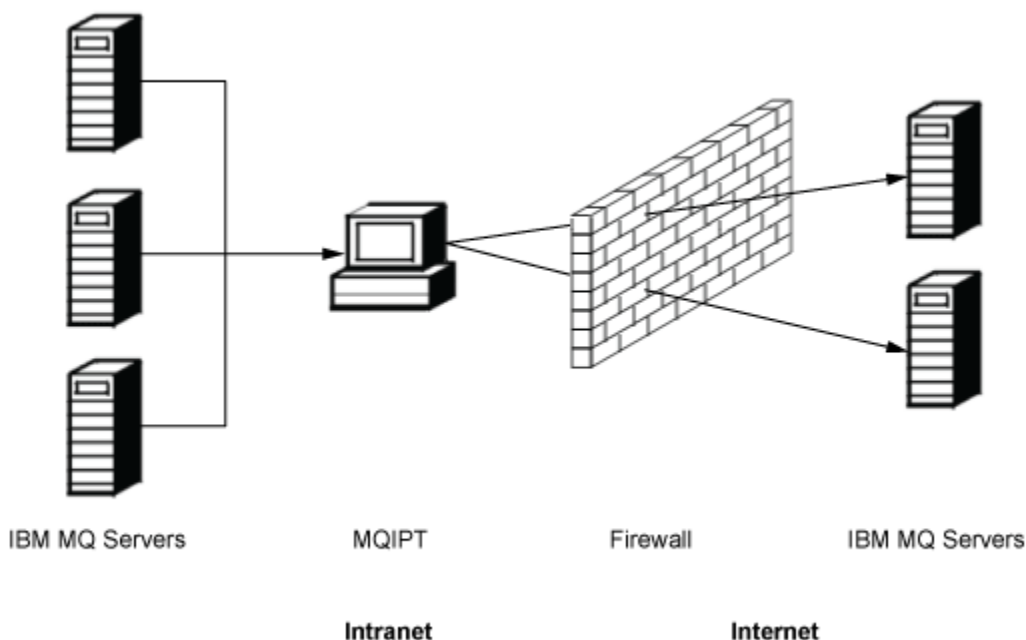 IBM MQ Servers
MQIPT
Firewall
IBM MQ Servers
Intranet
Internet